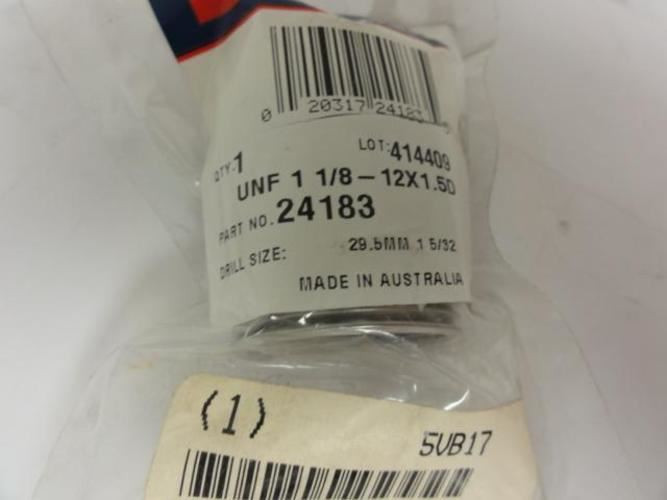 0 20317 24183
QTY.1 LOT:414409
UNF 1 1/8-12X1.5D
PART NO. 24183
DRILL SIZE: 29.5MM 1 5/32
MADE IN AUSTRALIA
(1) 5VB17